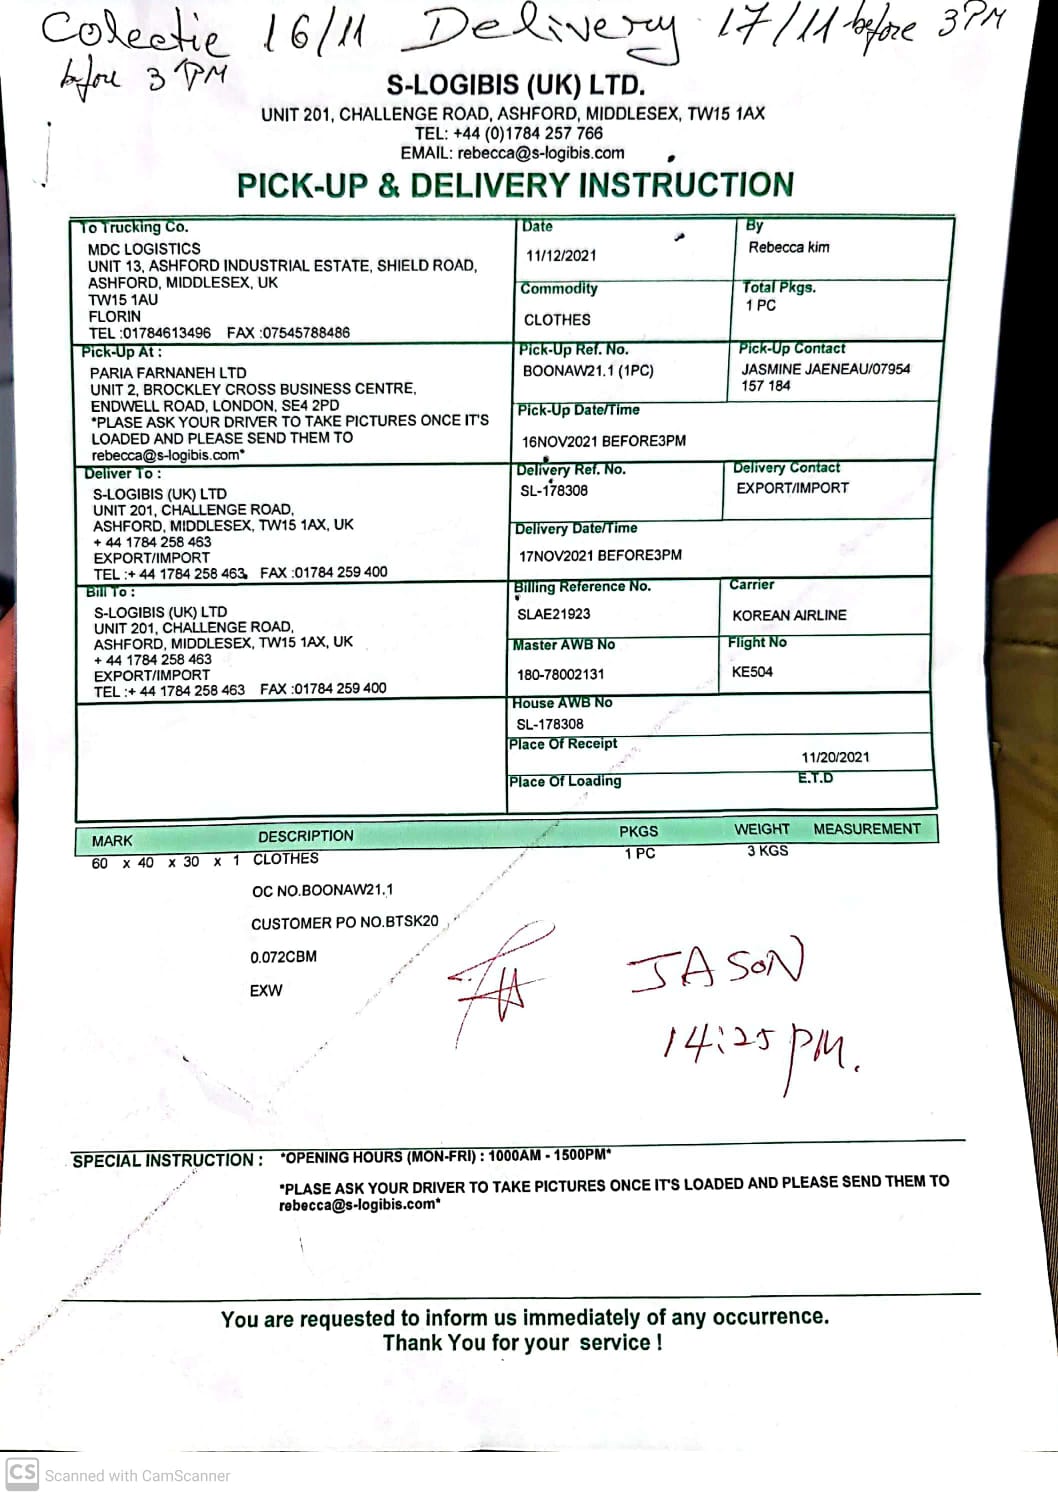 Colectie 16/11 Delivery 17/11 before 3PM
before 3 PM
S-LOGIBIS (UK) LTD.
UNIT 201, CHALLENGE ROAD, ASHFORD, MIDDLESEX, TW15 1AX
TEL: +44 (0)1784 257 766
EMAIL: rebecca@s-logibis.com
PICK-UP & DELIVERY INSTRUCTION
To Trucking Co.
MDC LOGISTICS
UNIT 13, ASHFORD INDUSTRIAL ESTATE, SHIELD ROAD,
ASHFORD, MIDDLESEX, UK
TW15 1AU
FLORIN
TEL :01784613496 FAX :07545788486
Date
11/12/2021
By
Rebecca kim
Commodity
CLOTHES
Total Pkgs.
1 PC
Pick-Up At :
PARIA FARNANEH LTD
UNIT 2, BROCKLEY CROSS BUSINESS CENTRE,
ENDWELL ROAD, LONDON, SE4 2PD
*PLASE ASK YOUR DRIVER TO TAKE PICTURES ONCE IT'S
LOADED AND PLEASE SEND THEM TO
rebecca@s-logibis.com*
Pick-Up Ref. No.
BOONAW21.1 (1PC)
Pick-Up Contact
JASMINE JAENEAU/07954
157 184
Pick-Up Date/Time
16NOV2021 BEFORE3PM
Deliver To :
S-LOGIBIS (UK) LTD
UNIT 201, CHALLENGE ROAD,
ASHFORD, MIDDLESEX, TW15 1AX, UK
+ 44 1784 258 463
EXPORT/IMPORT
TEL :+ 44 1784 258 463 FAX :01784 259 400
Delivery Ref. No.
SL-178308
Delivery Contact
EXPORT/IMPORT
Delivery Date/Time
17NOV2021 BEFORE3PM
Bill To :
S-LOGIBIS (UK) LTD
UNIT 201, CHALLENGE ROAD,
ASHFORD, MIDDLESEX, TW15 1AX, UK
+ 44 1784 258 463
EXPORT/IMPORT
TEL :+ 44 1784 258 463 FAX :01784 259 400
Billing Reference No.
SLAE21923
Carrier
KOREAN AIRLINE
Master AWB No
180-78002131
Flight No
KE504
House AWB No
SL-178308
Place Of Receipt
11/20/2021
Place Of Loading
E.T.D
MARK DESCRIPTION PKGS WEIGHT MEASUREMENT
60 x 40 x 30 x 1 CLOTHES 1 PC 3 KGS
OC NO.BOONAW21.1
CUSTOMER PO NO.BTSK20
0.072CBM
EXW
JASON
14:25 PM.
SPECIAL INSTRUCTION : *OPENING HOURS (MON-FRI) : 1000AM - 1500PM*
*PLASE ASK YOUR DRIVER TO TAKE PICTURES ONCE IT'S LOADED AND PLEASE SEND THEM TO
rebecca@s-logibis.com*
You are requested to inform us immediately of any occurrence.
Thank You for your service !
CS Scanned with CamScanner